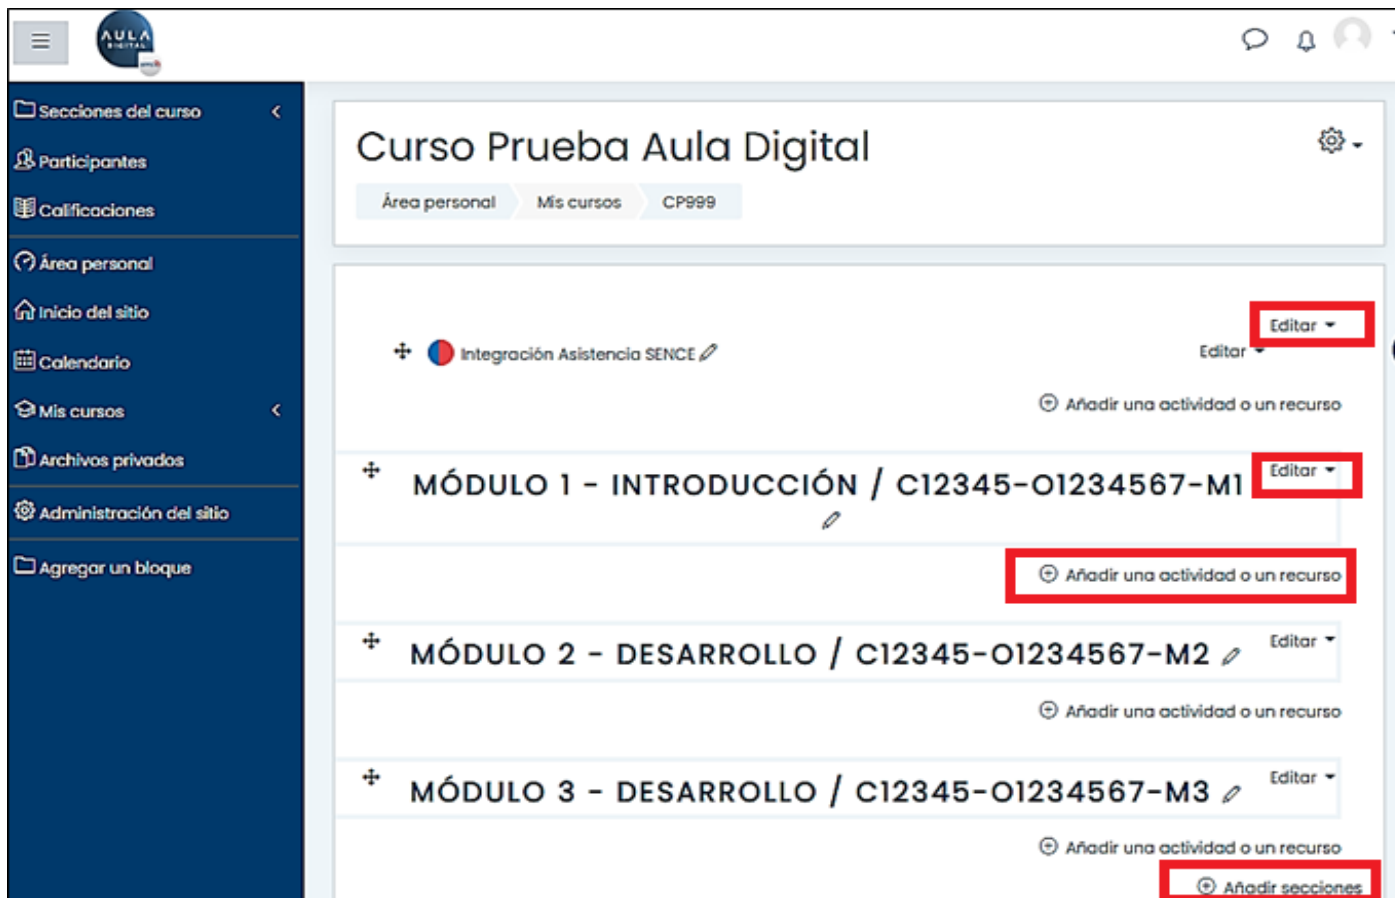 AULA
DIGITAL
Secciones del curso
Participantes
Calificaciones
Área personal
Inicio del sitio
Calendario
Mis cursos
Archivos privados
Administración del sitio
Agregar un bloque
Curso Prueba Aula Digital
Área personal Mis cursos CP999
Editar
Integración Asistencia SENCE Editar
Añadir una actividad o un recurso
MÓDULO 1 - INTRODUCCIÓN / C12345-O1234567-M1 Editar
Añadir una actividad o un recurso
MÓDULO 2 - DESARROLLO / C12345-O1234567-M2 Editar
Añadir una actividad o un recurso
MÓDULO 3 - DESARROLLO / C12345-O1234567-M3 Editar
Añadir una actividad o un recurso
Añadir secciones